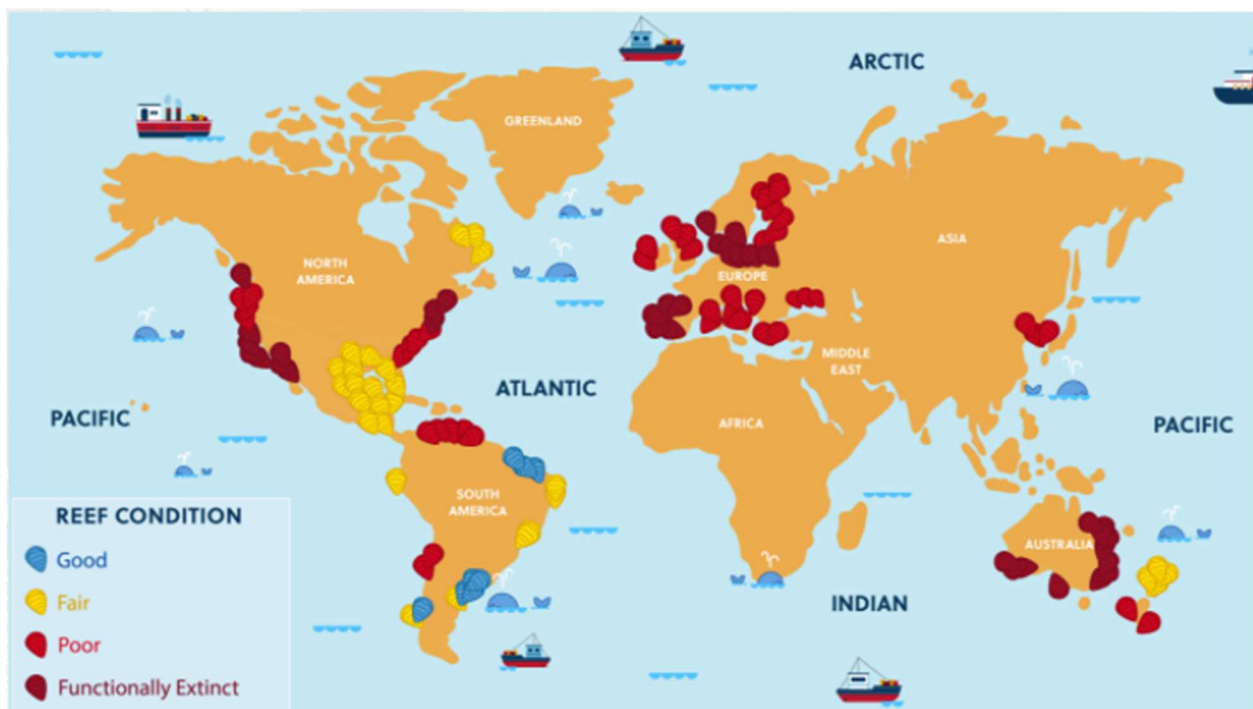 ARCTIC
GREENLAND
ASIA
NORTH
AMERICA
EUROPE
MIDDLE
EAST
ATLANTIC
PACIFIC
AFRICA
PACIFIC
SOUTH
AMERICA
REEF CONDITION
Good
Fair
Poor
Functionally Extinct
AUSTRALIA
INDIAN